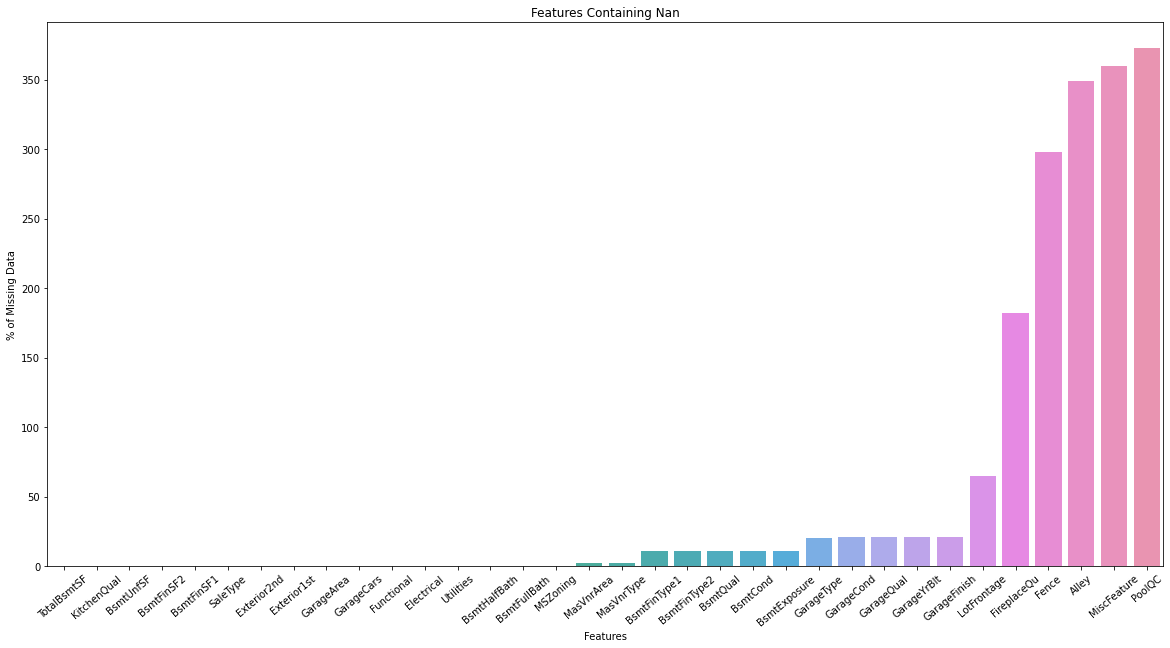 Features Containing Nan
% of Missing Data
350
300
250
200
150
100
50
0
TotalBsmtSF
KitchenQual
BsmtUnfSF
BsmtFinSF2
BsmtFinSF1
SaleType
Exterior2nd
Exterior1st
GarageArea
GarageCars
Functional
Electrical
Utilities
BsmtHalfBath
BsmtFullBath
MSZoning
MasVnrArea
MasVnrType
BsmtFinType1
BsmtFinType2
BsmtQual
BsmtCond
BsmtExposure
GarageType
GarageCond
GarageQual
GarageYrBlt
GarageFinish
LotFrontage
FireplaceQu
Fence
Alley
MiscFeature
PoolQC
Features